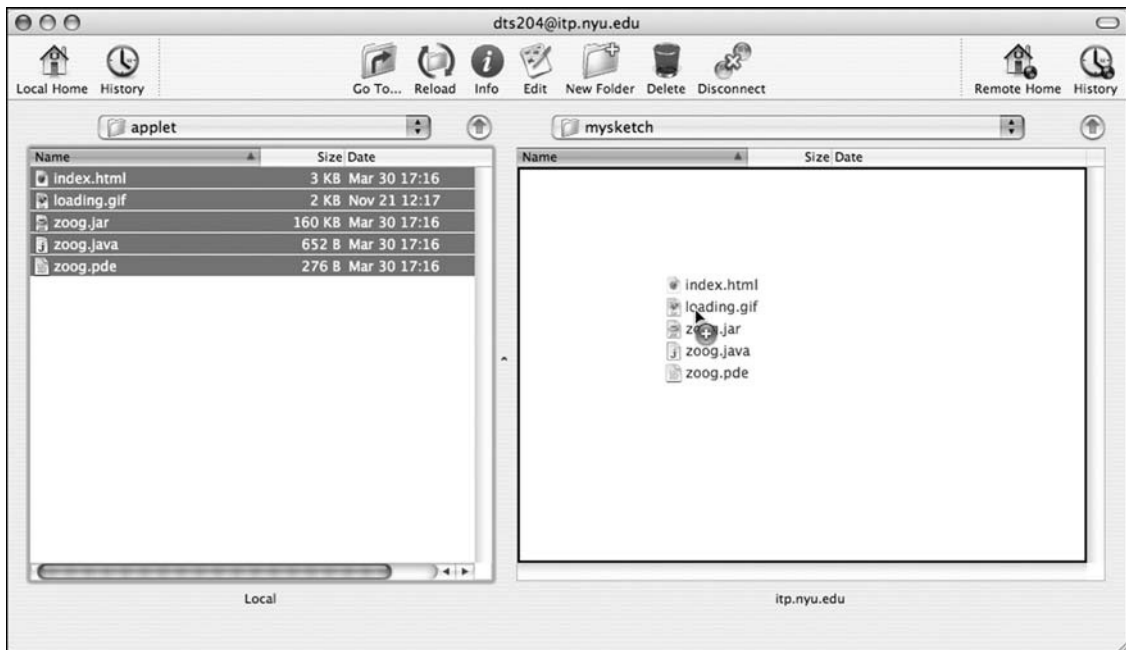 dts204@itp.nyu.edu
Local Home History Go To... Reload Info Edit New Folder Delete Disconnect Remote Home History
applet mysketch
Name Size Date Name Size Date
index.html 3 KB Mar 30 17:16
loading.gif 2 KB Nov 21 12:17
zoog.jar 160 KB Mar 30 17:16
zoog.java 652 B Mar 30 17:16
zoog.pde 276 B Mar 30 17:16
index.html
loading.gif
zoog.jar
zoog.java
zoog.pde
Local itp.nyu.edu